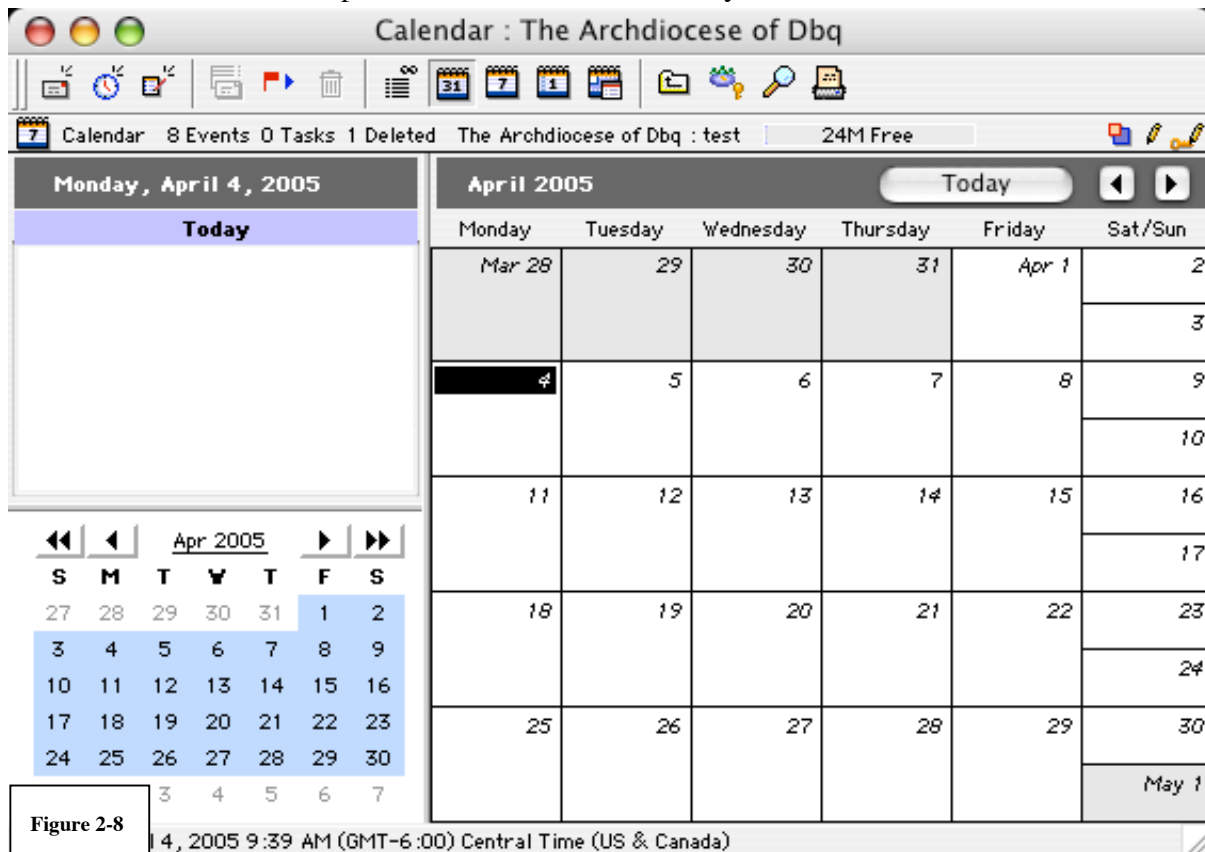 Calendar : The Archdiocese of Dbq
31 7 1
7 Calendar 8 Events 0 Tasks 1 Deleted The Archdiocese of Dbq : test 24M Free
Monday, April 4, 2005
Today
April 2005 Today
Monday Tuesday Wednesday Thursday Friday Sat/Sun
Mar 28 29 30 31 Apr 1 2
3
4 5 6 7 8 9
10
11 12 13 14 15 16
17
18 19 20 21 22 23
24
25 26 27 28 29 30
May 1
Apr 2005
S M T W T F S
27 28 29 30 31 1 2
3 4 5 6 7 8 9
10 11 12 13 14 15 16
17 18 19 20 21 22 23
24 25 26 27 28 29 30
3 4 5 6 7
Figure 2-8
4, 2005 9:39 AM (GMT-6:00) Central Time (US & Canada)